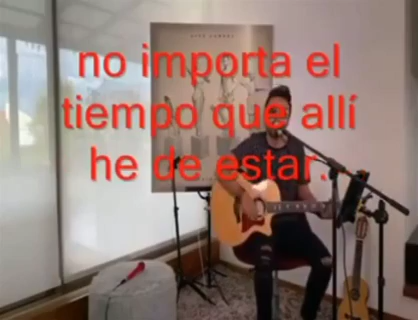 no importa el
tiempo que allí
he de estar.